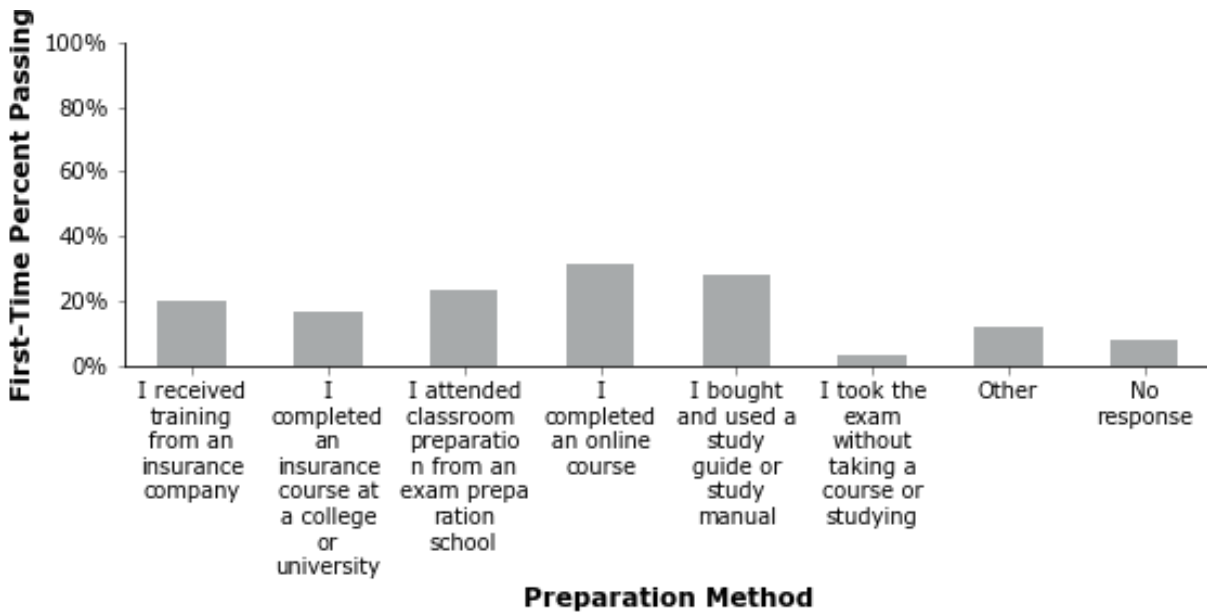 First-Time Percent Passing
100%
80%
60%
40%
20%
0%
I received
training
from an
insurance
company
I
completed
an
insurance
course at
a college
or
university
I attended
classroom
preparatio
n from an
exam prepa
ration
school
I
completed
an online
course
I bought
and used a
study
guide or
study
manual
I took the
exam
without
taking a
course or
studying
Other
No
response
Preparation Method